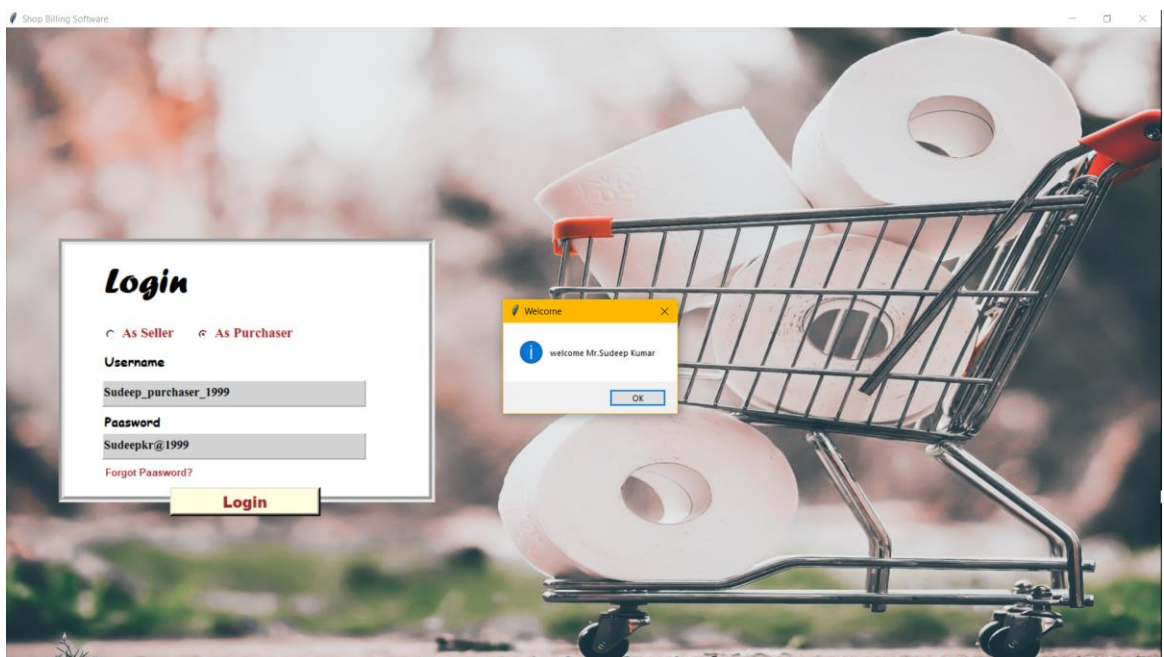 Shop Billing Software
Login
As Seller As Purchaser
Username
Sudeep_purchaser_1999
Paasword
Sudeepkr@1999
Forgot Paasword?
Login
Welcome
welcome Mr.Sudeep Kumar
OK